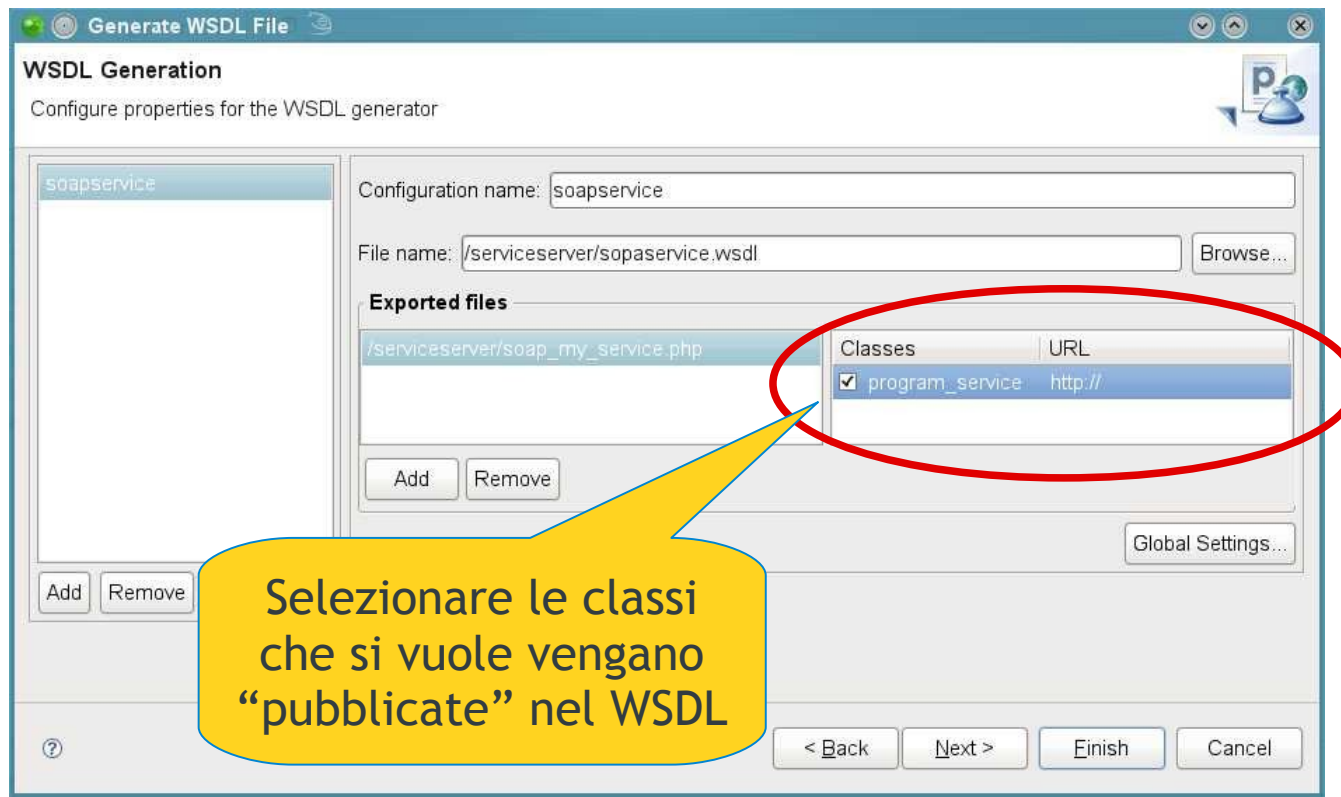 Generate WSDL File
WSDL Generation
Configure properties for the WSDL generator
soapservice
Configuration name: soapservice
File name: /serviceserver/sopaservice.wsdl Browse...
Exported files
/serviceserver/soap_my_service.php
Classes URL
program_service http://
Add Remove
Global Settings...
Add Remove
Selezionare le classi
che si vuole vengano
“pubblicate” nel WSDL
< Back Next > Finish Cancel